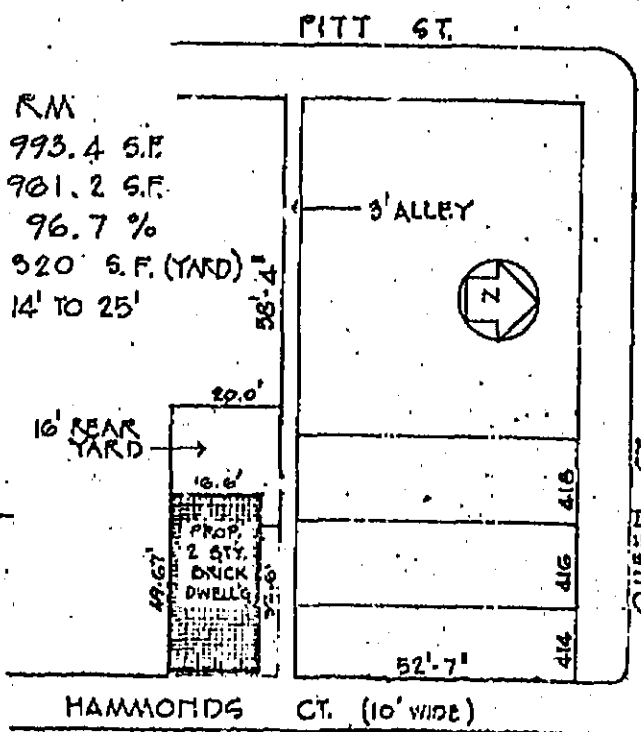 PITT ST.
RM
993.4 S.F.
961.2 S.F.
96.7 %
320 S.F. (YARD)
14' TO 25'
3' ALLEY
58'-4"
N
20.0'
16' REAR
YARD
16.6'
PROP.
2 STY.
BRICK
DWELL'G
49.67'
418
416
414
52'-7"
HAMMONDS CT. (10' WIDE)